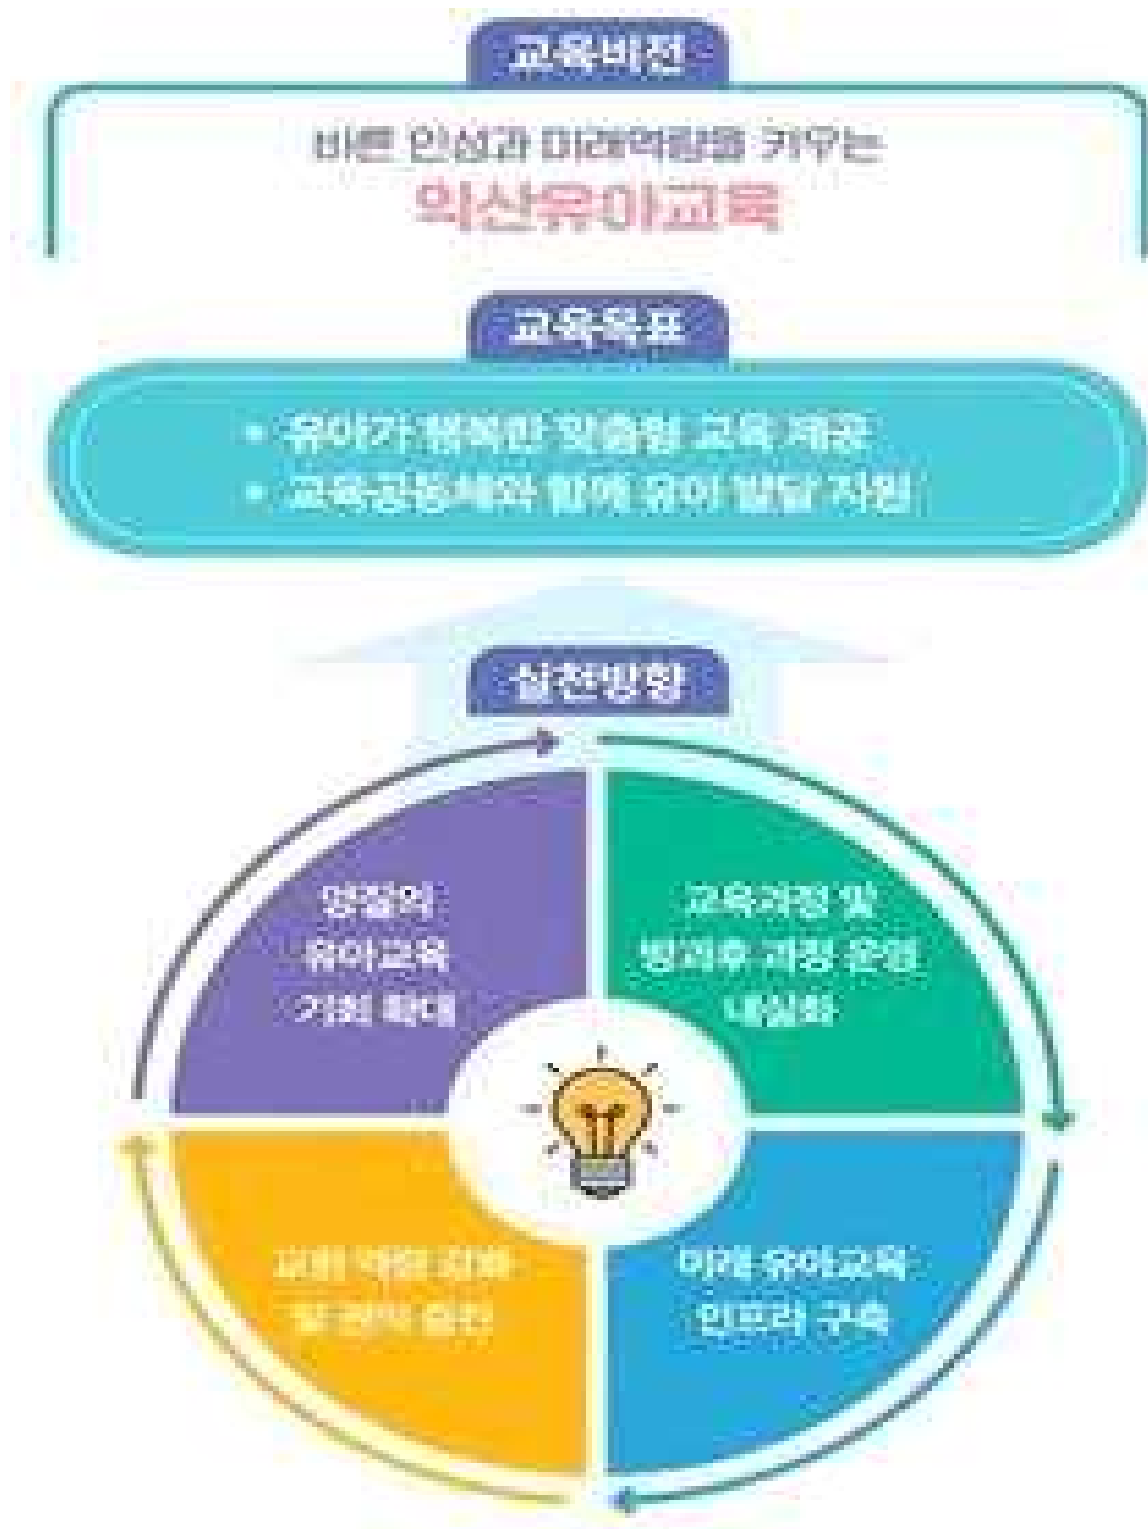 교육비전
바른 인성과 미래역량을 키우는
익산유아교육
교육목표
• 유아가 행복한 맞춤형 교육 제공
• 교육공동체와 함께 유아 발달 지원
실천방향
양질의
유아교육
기회 확대
교육과정 및
방과후 과정 운영
내실화
교원 역량 강화
및 권익 증진
미래 유아교육
인프라 구축